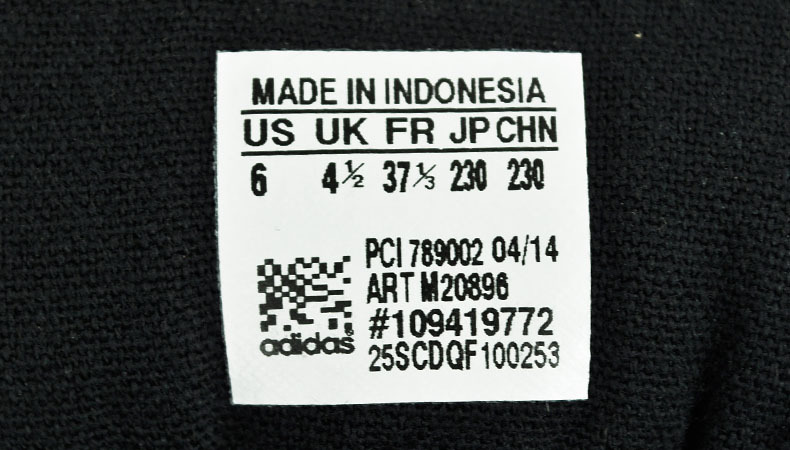 MADE IN INDONESIA
US UK FR JP CHN
6 4½ 37⅓ 230 230
PCI 789002 04/14
ART M20896
#109419772
adidas®
25SCDQF100253